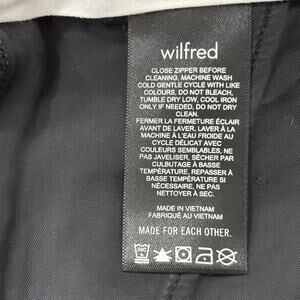 wilfred
CLOSE ZIPPER BEFORE
CLEANING, MACHINE WASH
COLD GENTLE CYCLE WITH LIKE
COLOURS, DO NOT BLEACH,
TUMBLE DRY LOW, COOL IRON
ONLY IF NEEDED, DO NOT DRY
CLEAN.
FERMER LA FERMETURE ÉCLAIR
AVANT DE LAVER, LAVER À LA
MACHINE À L'EAU FROIDE AU
CYCLE DÉLICAT AVEC
COULEURS SEMBLABLES, NE
PAS JAVELISER, SÉCHER PAR
CULBUTAGE À BASSE
TEMPÉRATURE, REPASSER À
BASSE TEMPÉRATURE SI
NÉCESSAIRE, NE PAS
NETTOYER À SEC.
MADE IN VIETNAM
FABRIQUÉ AU VIETNAM
MADE FOR EACH OTHER.